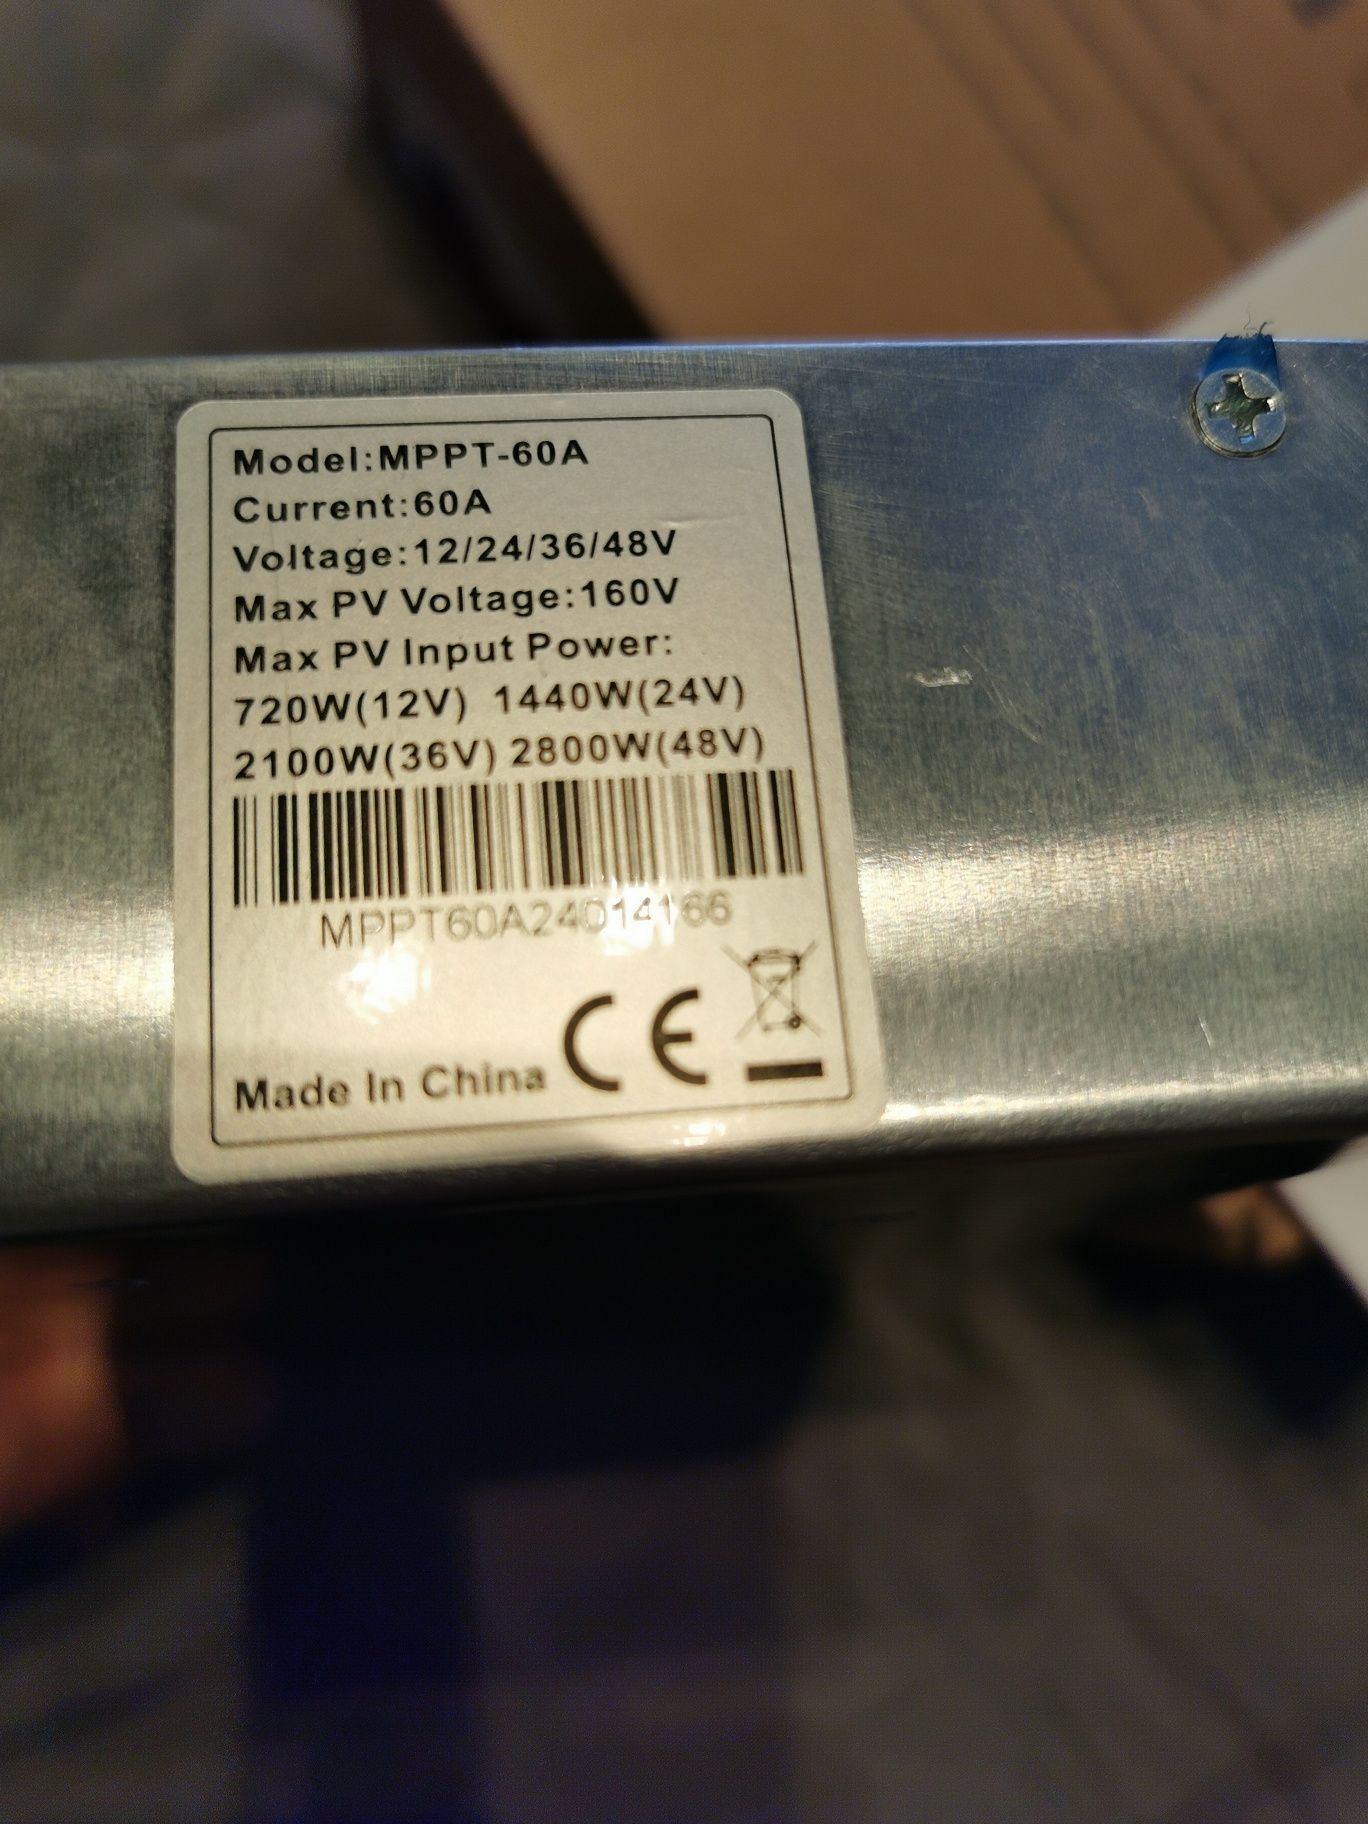 Model:MPPT-60A
Current:60A
Voltage:12/24/36/48V
Max PV Voltage:160V
Max PV Input Power:
720W(12V) 1440W(24V)
2100W(36V) 2800W(48V)
MPPT60A24014166
CE
Made In China